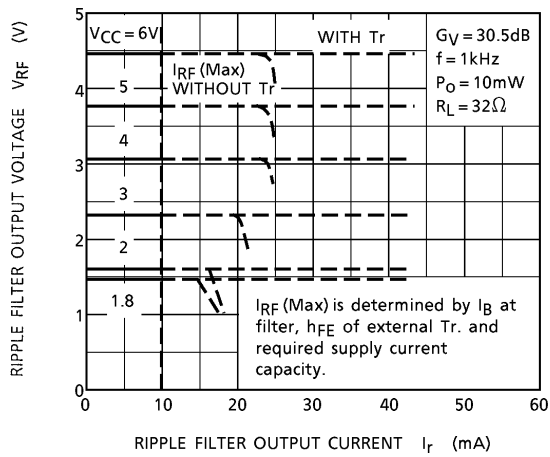 RIPPLE FILTER OUTPUT VOLTAGE VRF (V)
5
4
3
2
1
0
VCC = 6V
5
4
3
2
1.8
WITH Tr
IRF (Max)
WITHOUT Tr
GV = 30.5dB
f = 1kHz
PO = 10mW
RL = 32Ω
IRF (Max) is determined by IB at
filter, hFE of external Tr. and
required supply current
capacity.
0 10 20 30 40 50 60
RIPPLE FILTER OUTPUT CURRENT Ir (mA)